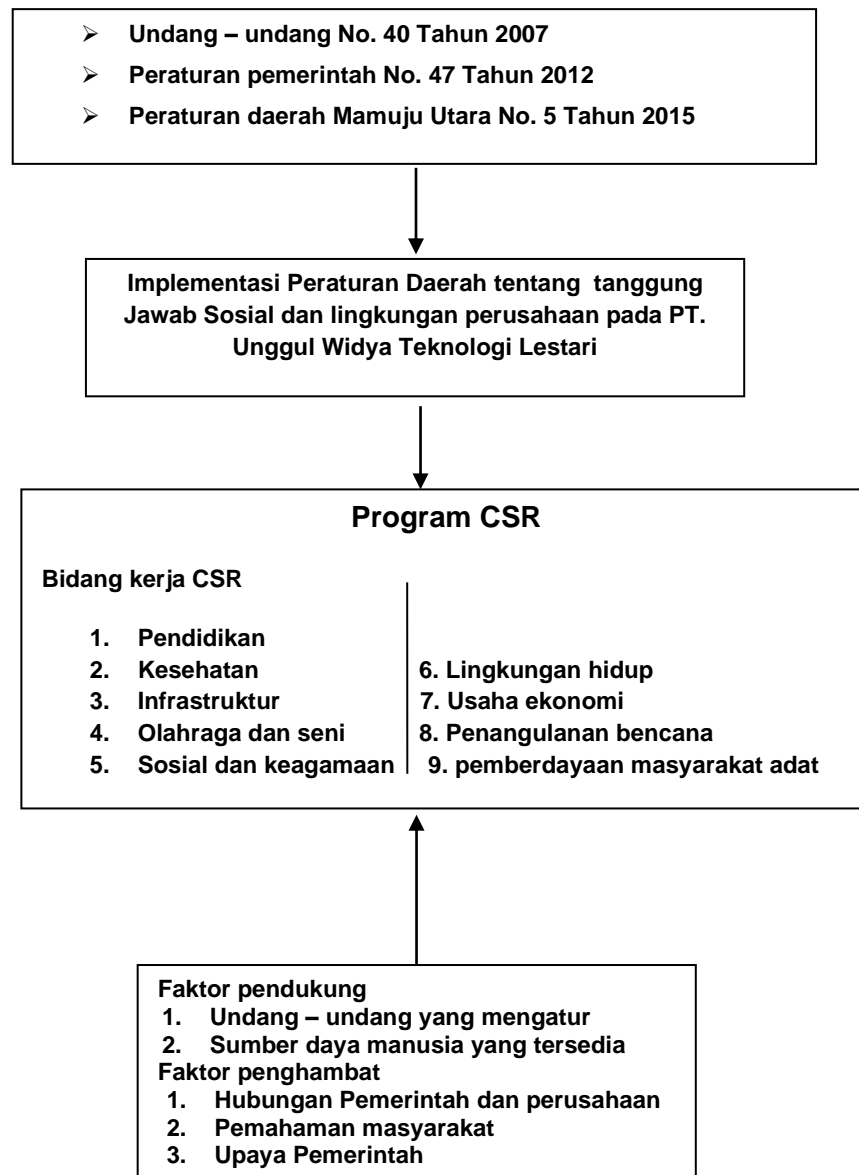 ➢ Undang – undang No. 40 Tahun 2007
➢ Peraturan pemerintah No. 47 Tahun 2012
➢ Peraturan daerah Mamuju Utara No. 5 Tahun 2015
Implementasi Peraturan Daerah tentang tanggung
Jawab Sosial dan lingkungan perusahaan pada PT.
Unggul Widya Teknologi Lestari
Program CSR
Bidang kerja CSR
1. Pendidikan
2. Kesehatan
3. Infrastruktur
4. Olahraga dan seni
5. Sosial dan keagamaan
6. Lingkungan hidup
7. Usaha ekonomi
8. Penangulanan bencana
9. pemberdayaan masyarakat adat
Faktor pendukung
1. Undang – undang yang mengatur
2. Sumber daya manusia yang tersedia
Faktor penghambat
1. Hubungan Pemerintah dan perusahaan
2. Pemahaman masyarakat
3. Upaya Pemerintah